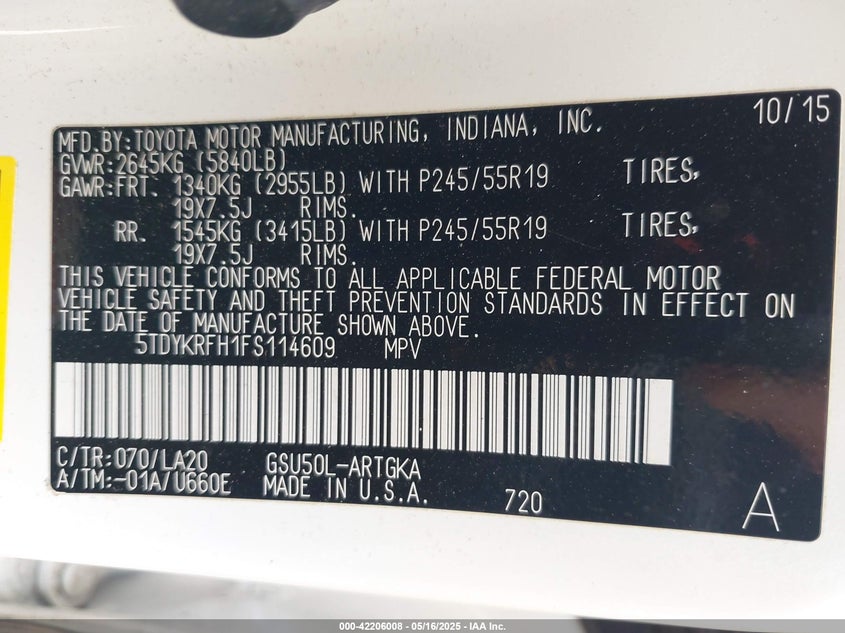 10/15
MFD.BY:TOYOTA MOTOR MANUFACTURING, INDIANA, INC.
GVWR:2645KG (5840LB)
GAWR:FRT. 1340KG (2955LB) WITH P245/55R19 TIRES,
19X7.5J RIMS.
RR. 1545KG (3415LB) WITH P245/55R19 TIRES,
19X7.5J RIMS.
THIS VEHICLE CONFORMS TO ALL APPLICABLE FEDERAL MOTOR
VEHICLE SAFETY AND THEFT PREVENTION STANDARDS IN EFFECT ON
THE DATE OF MANUFACTURE SHOWN ABOVE.
5TDYKRFH1FS114609 MPV
C/TR:070/LA20 GSU50L-ARTGKA
A/TM:-01A/U660E MADE IN U.S.A. 720 A
000-42206008 - 05/16/2025 - IAA Inc.